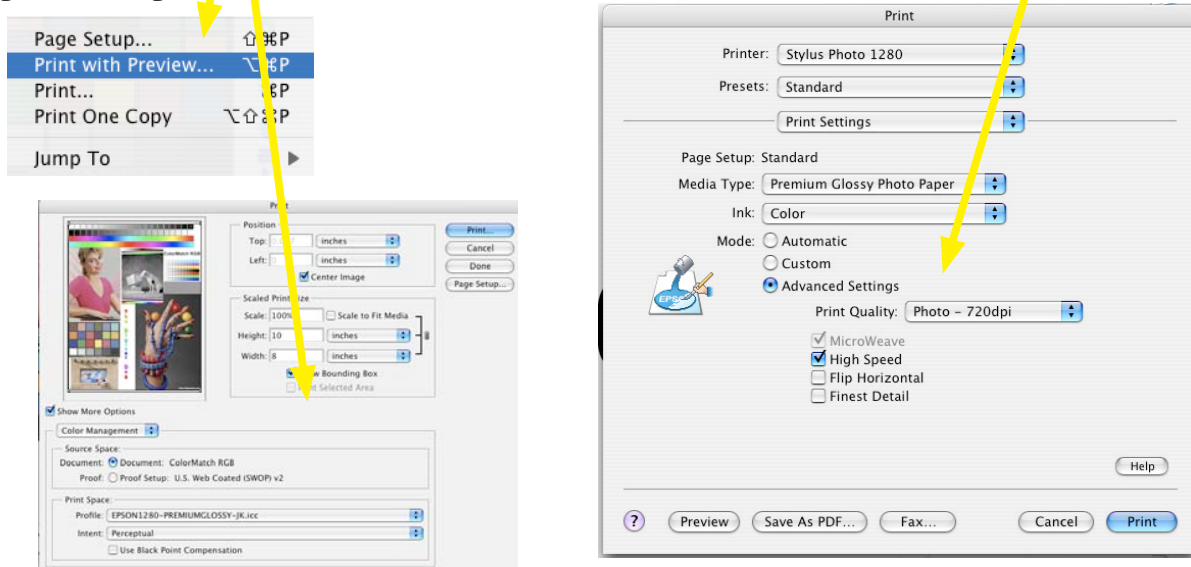 Page Setup... ⇧⌘P
Print with Preview... ⌥⌘P
Print... ⌘P
Print One Copy ⌥⇧⌘P
Jump To
Print
Position
Top: inches
Left: inches
Center Image
Scaled Print Size
Scale: 100% Scale to Fit Media
Height: 10 inches
Width: 8 inches
Bounding Box
Selected Area
Print...
Cancel
Done
Page Setup...
ColorMatch RGB
Show More Options
Color Management
Source Space:
Document: Document: ColorMatch RGB
Proof: Proof Setup: U.S. Web Coated (SWOP) v2
Print Space:
Profile: EPSON1280-PREMIUMGLOSSY-JK.icc
Intent: Perceptual
Use Black Point Compensation
Print
Printer: Stylus Photo 1280
Presets: Standard
Print Settings
Page Setup: Standard
Media Type: Premium Glossy Photo Paper
Ink: Color
Mode: Automatic
Custom
Advanced Settings
Print Quality: Photo – 720dpi
MicroWeave
High Speed
Flip Horizontal
Finest Detail
EPSON
Help
? Preview Save As PDF... Fax... Cancel Print